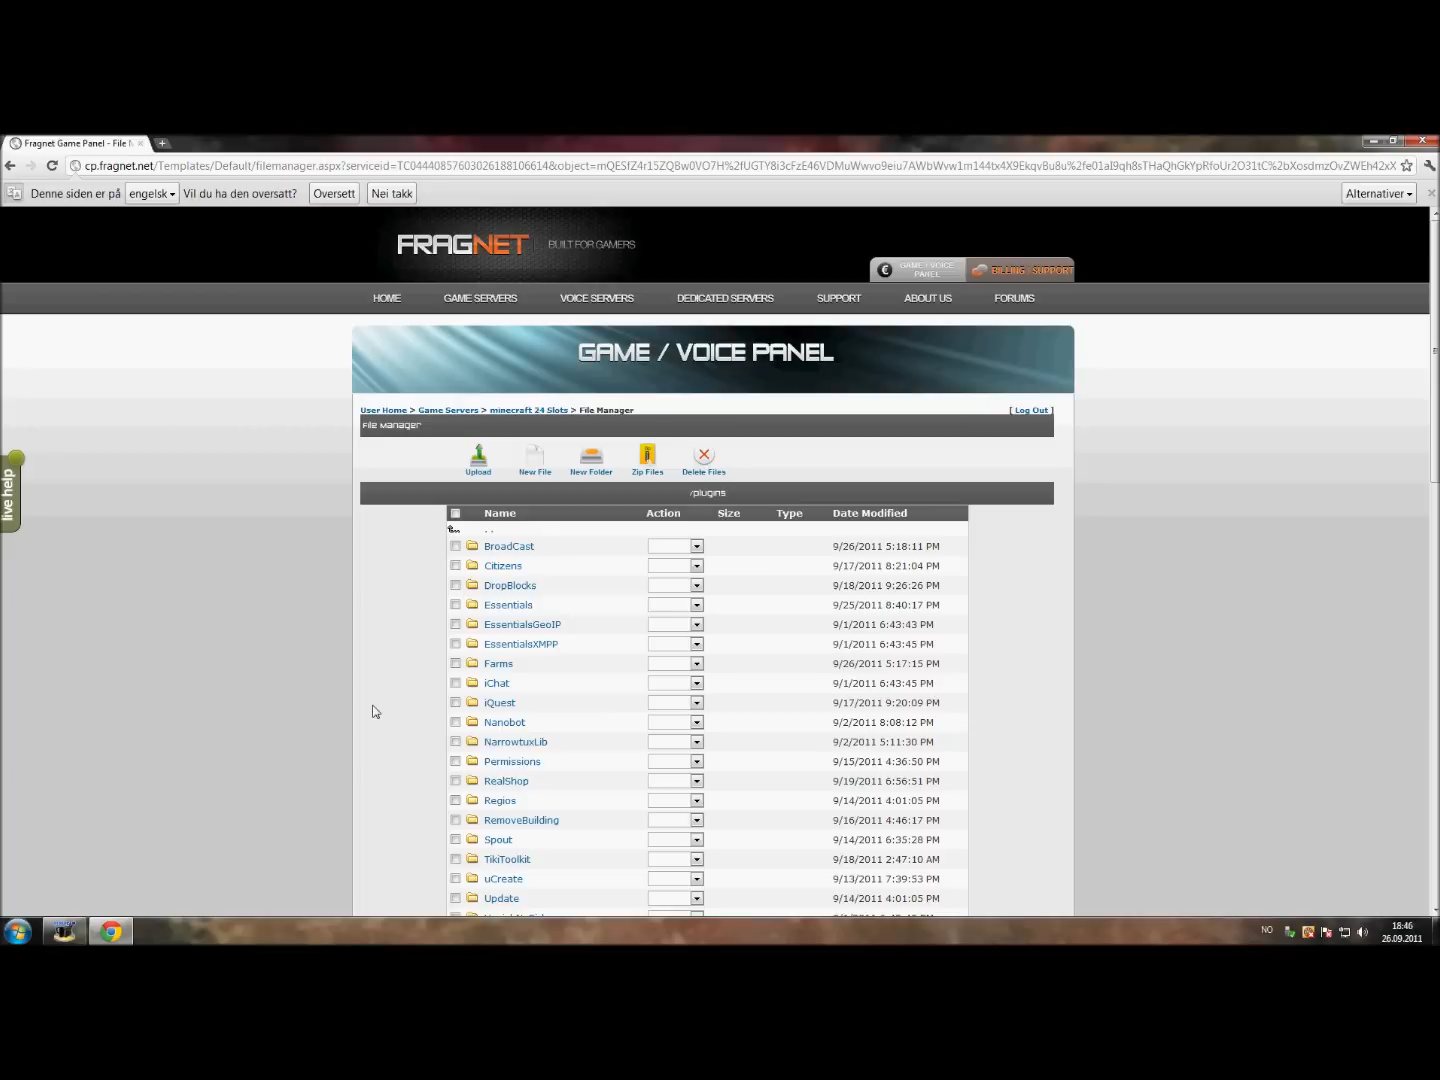 Fragnet Game Panel - File M
cp.fragnet.net/Templates/Default/filemanager.aspx?serviceid=TC04440857603026188106614&object=mQESfZ4r15ZQBw0VO7H%2fUGTY8i3cFzE46VDMuWwvo9eiu7AWbWvw1m144tx4X9EkqvBu8u%2fe01aI9qh8sTHaQhGkYpRfoUr2O31tC%2bXosdmzOvZWEh42xX
Denne siden er på engelsk Vil du ha den oversatt? Oversett Nei takk Alternativer
FRAGNET BUILT FOR GAMERS
GAME / VOICE PANEL
BILLING / SUPPORT
HOME GAME SERVERS VOICE SERVERS DEDICATED SERVERS SUPPORT ABOUT US FORUMS
GAME / VOICE PANEL
User Home > Game Servers > minecraft 24 Slots > File Manager [ Log Out ]
File Manager
Upload New File New Folder Zip Files Delete Files
/plugins
Name Action Size Type Date Modified
..
BroadCast 9/26/2011 5:18:11 PM
Citizens 9/17/2011 8:21:04 PM
DropBlocks 9/18/2011 9:26:26 PM
Essentials 9/25/2011 8:40:17 PM
EssentialsGeoIP 9/1/2011 6:43:43 PM
EssentialsXMPP 9/1/2011 6:43:45 PM
Farms 9/26/2011 5:17:15 PM
iChat 9/1/2011 6:43:45 PM
iQuest 9/17/2011 9:20:09 PM
Nanobot 9/2/2011 8:08:12 PM
NarrowtuxLib 9/2/2011 5:11:30 PM
Permissions 9/15/2011 4:36:50 PM
RealShop 9/19/2011 6:56:51 PM
Regios 9/14/2011 4:01:05 PM
RemoveBuilding 9/16/2011 4:46:17 PM
Spout 9/14/2011 6:35:28 PM
TikiToolkit 9/18/2011 2:47:10 AM
uCreate 9/13/2011 7:39:53 PM
Update 9/14/2011 4:01:05 PM
live help
NO
18:46
26.09.2011